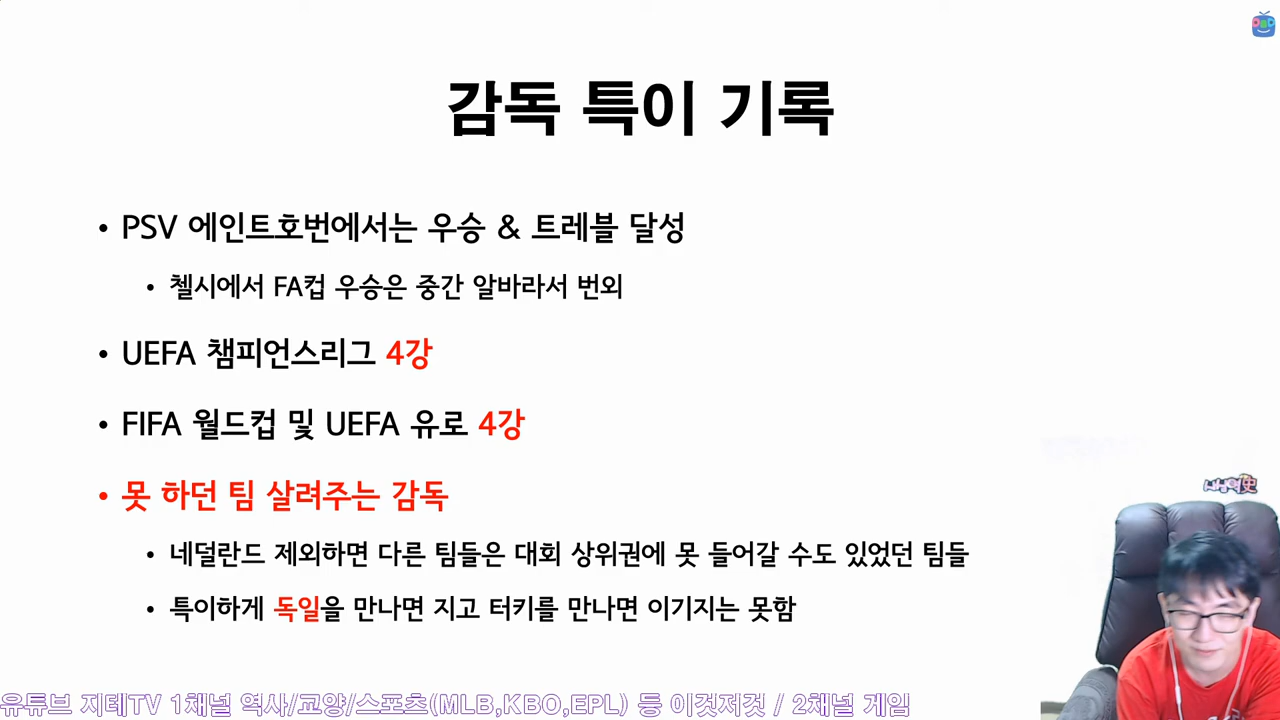 감독 특이 기록
• PSV 에인트호번에서는 우승 & 트레블 달성
• 첼시에서 FA컵 우승은 중간 알바라서 번외
• UEFA 챔피언스리그 4강
• FIFA 월드컵 및 UEFA 유로 4강
• 못 하던 팀 살려주는 감독
• 네덜란드 제외하면 다른 팀들은 대회 상위권에 못 들어갈 수도 있었던 팀들
• 특이하게 독일을 만나면 지고 터키를 만나면 이기지는 못함
유튜브 지테TV 1채널 역사/교양/스포츠(MLB,KBO,EPL) 등 이것저것 / 2채널 게임